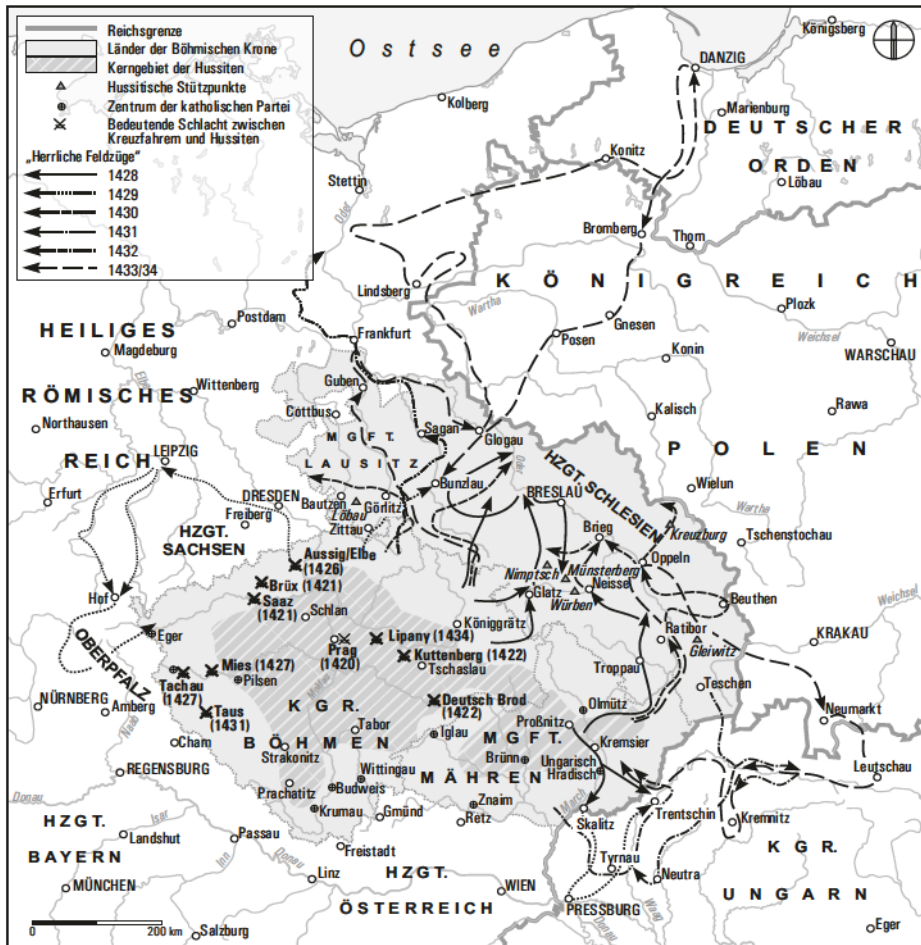 Reichsgrenze
Länder der Böhmischen Krone
Kerngebiet der Hussiten
Hussitische Stützpunkte
Zentrum der katholischen Partei
Bedeutende Schlacht zwischen
Kreuzfahrern und Hussiten
„Herrliche Feldzüge“
1428
1429
1430
1431
1432
1433/34
Ostsee
Königsberg
DANZIG
Kolberg
Marienburg
DEUTSCHER
ORDEN
Konitz
Löbau
Stettin
Oder
Bromberg
Thorn
Lindsberg
KÖNIGREICH
Wartha
Plozk
Postdam
Gnesen
Weichsel
HEILIGES
Frankfurt
Posen
Magdeburg
Konin
WARSCHAU
Elbe
RÖMISCHES
Wittenberg
Guben
Cottbus
Kalisch
Rawa
Northausen
Sagan
Glogau
M G F T.
POLEN
REICH
LEIPZIG
LAUSITZ
Oder
HZGT. SCHLESIEN
Bunzlau
Wielun
Erfurt
DRESDEN
Bautzen
Görlitz
BRESLAU
Wartha
Freiberg
Löbau
Zittau
Kreuzburg
HZGT.
SACHSEN
Brieg
Tschenstochau
Aussig/Elbe
(1426)
Oppeln
Nimptsch
Münsterberg
Brüx (1421)
Neissel
Hof
Saaz
(1421)
Schlan
Glatz
Würben
Beuthen
Weichsel
Königgrätz
OBERPFALZ
Eger
Lipany (1434)
Ratibor
KRAKAU
Prag
(1420)
Gleiwitz
Kuttenberg (1422)
Mies (1427)
Tschaslau
Troppau
Pilsen
Moldau
Teschen
Tachau
(1427)
NÜRNBERG
Amberg
Deutsch Brod
(1422)
Olmütz
Neumarkt
Naab
Taus
(1431)
KGR.
Tabor
Proßnitz
Iglau
MGFT.
Cham
BÖHMEN
Kremsier
Leutschau
Strakonitz
Brünn
Ungarisch
Hradisch
REGENSBURG
Wittingau
MÄHREN
Prachatitz
Budweis
Donau
Znaim
March
Trentschin
Krumau
Gmünd
Retz
Skalitz
Kremnitz
HZGT.
Isar
Landshut
Passau
Freistadt
KGR.
BAYERN
Inn
Donau
Tyrnau
Neutra
MÜNCHEN
Linz
HZGT.
WIEN
UNGARN
PRESSBURG
Waag
ÖSTERREICH
Donau
Eger
0
200 km
Salzburg